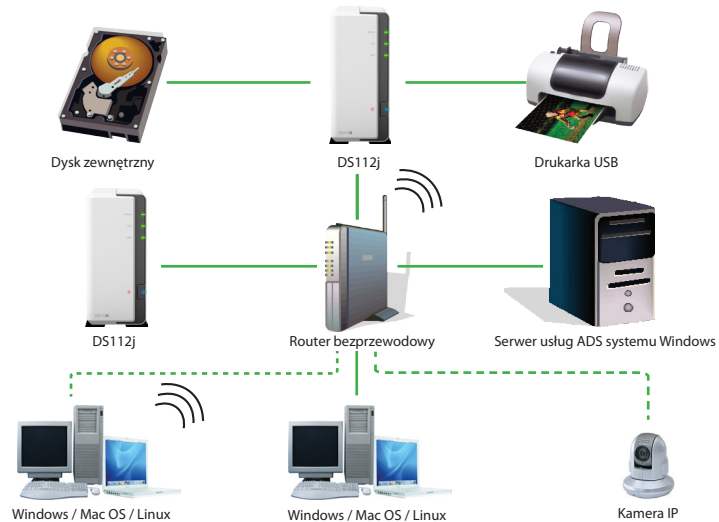 Dysk zewnętrzny
DS112j
Drukarka USB
DS112j
Router bezprzewodowy
Serwer usług ADS systemu Windows
Windows / Mac OS / Linux
Windows / Mac OS / Linux
Kamera IP